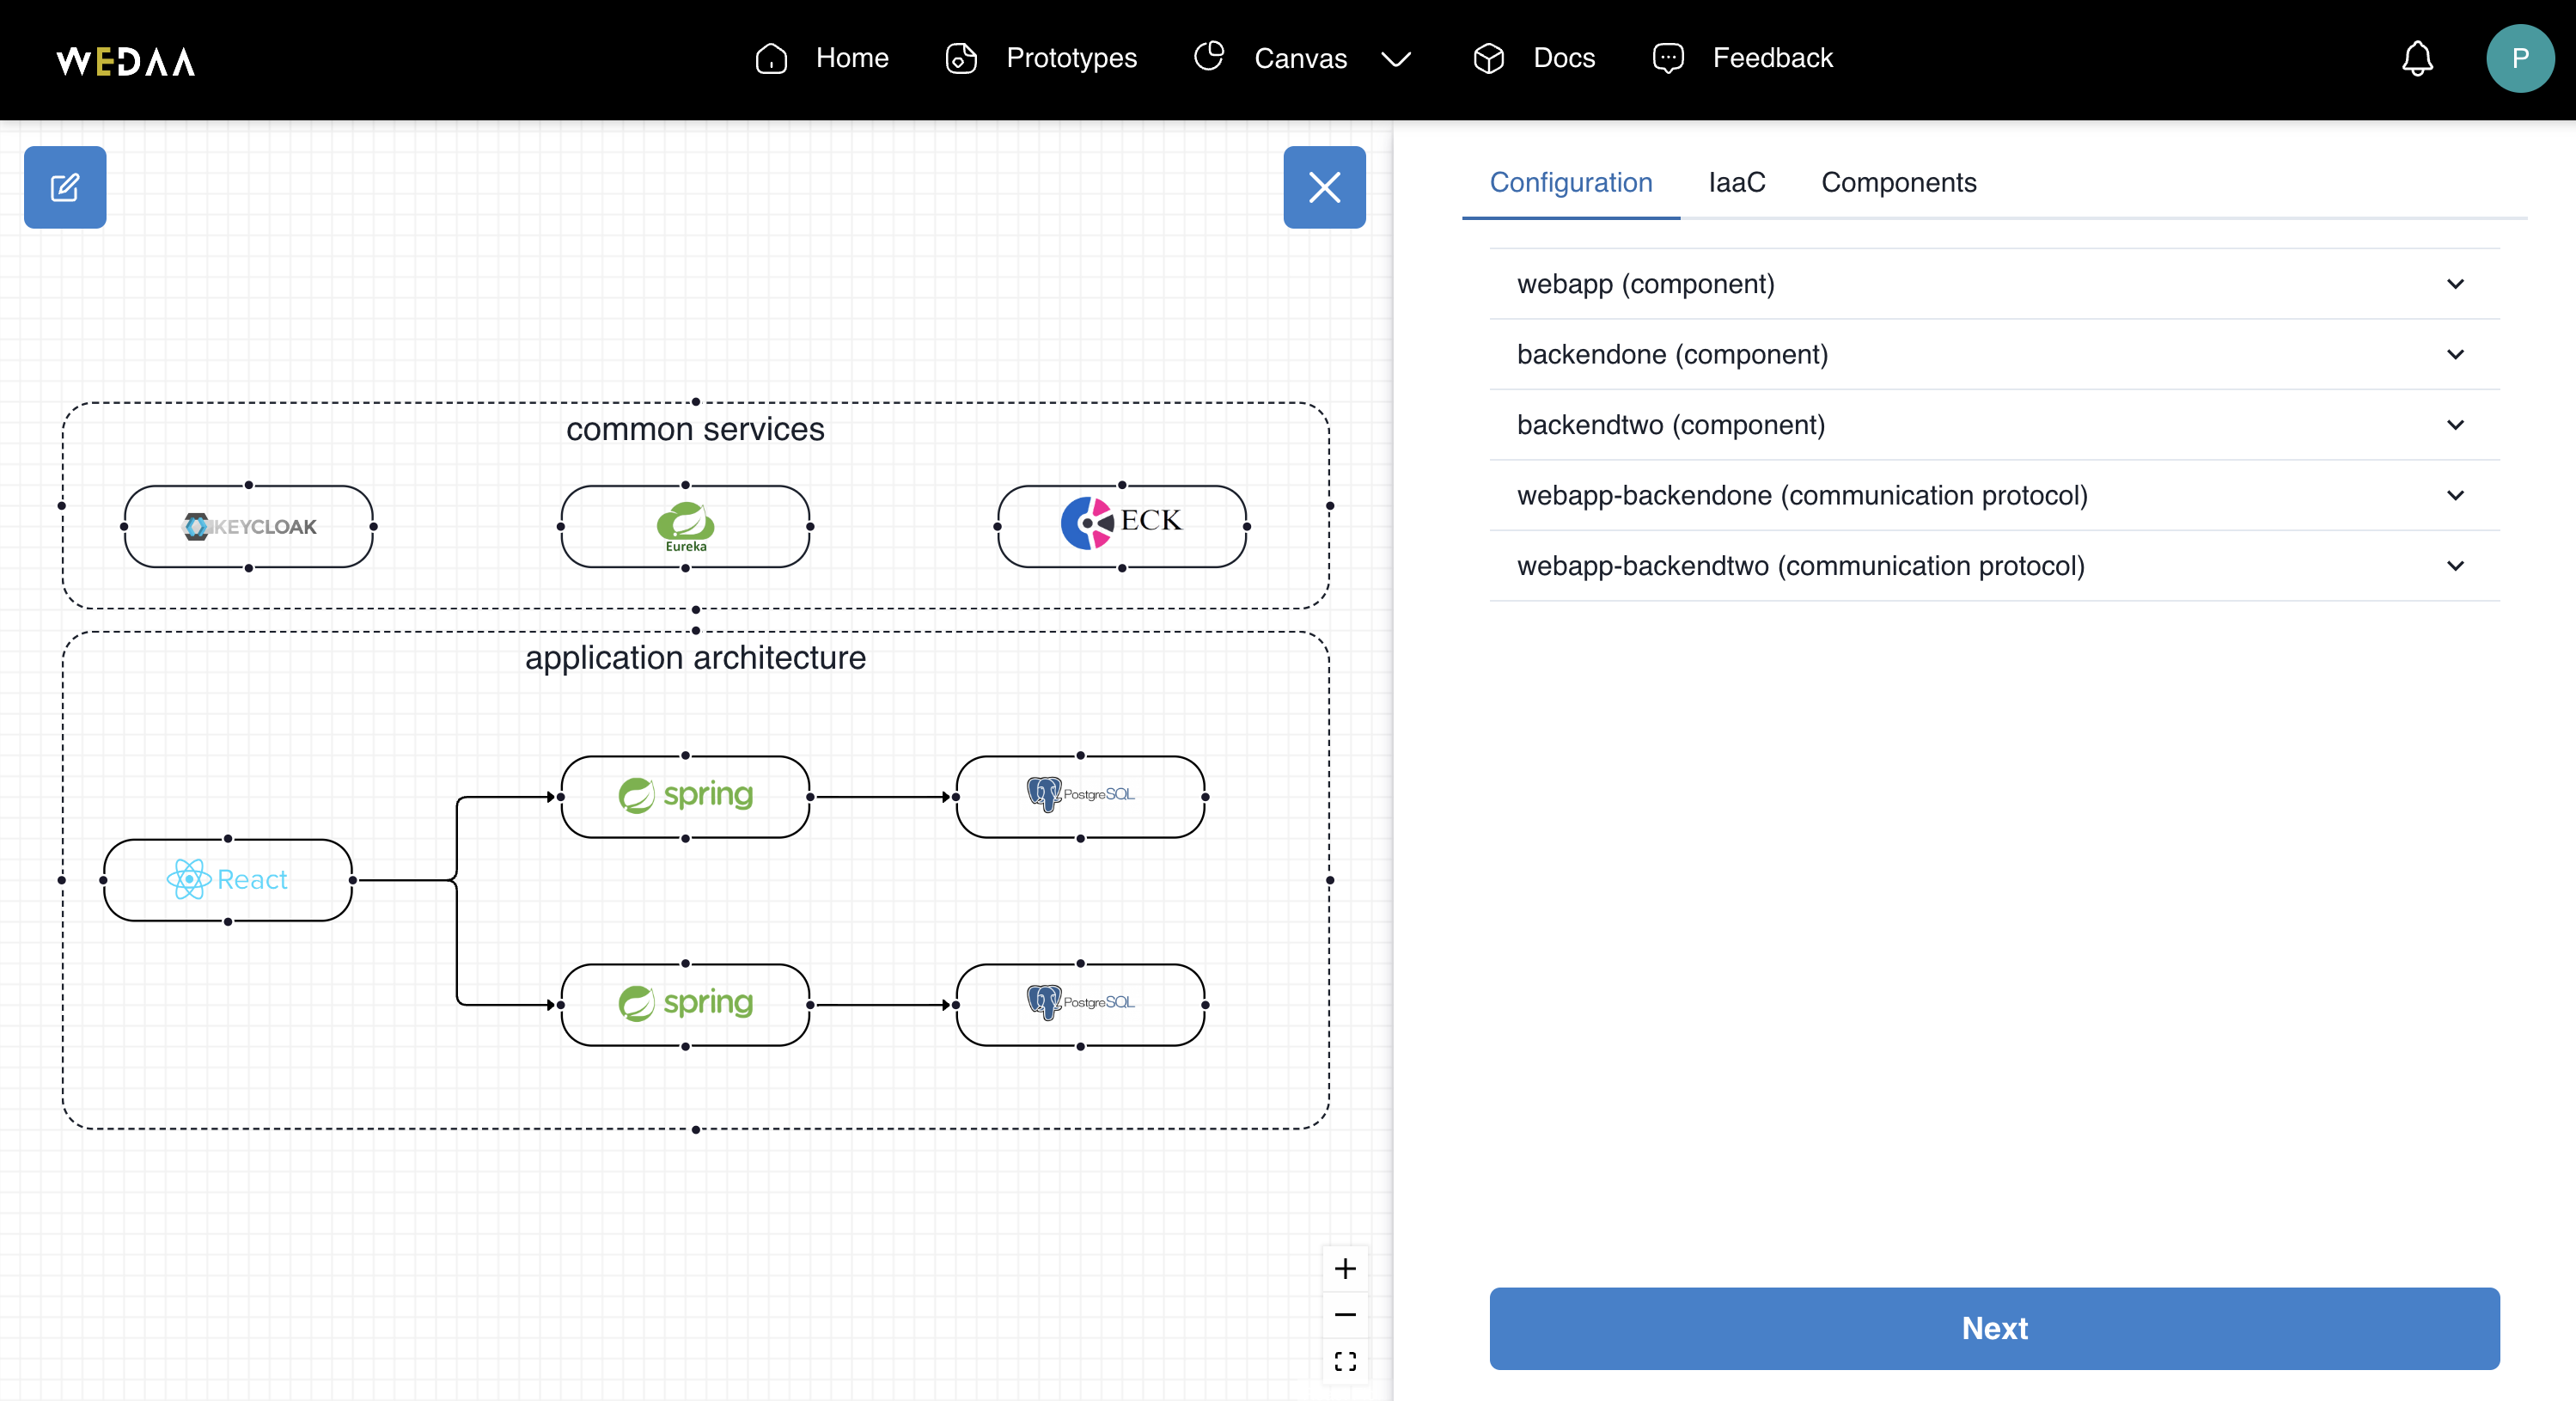 WEDAA
Home
Prototypes
Canvas
Docs
Feedback
P
common services
KEYCLOAK
Eureka
ECK
application architecture
spring
PostgreSQL
React
spring
PostgreSQL
Configuration
IaaC
Components
webapp (component)
backendone (component)
backendtwo (component)
webapp-backendone (communication protocol)
webapp-backendtwo (communication protocol)
Next